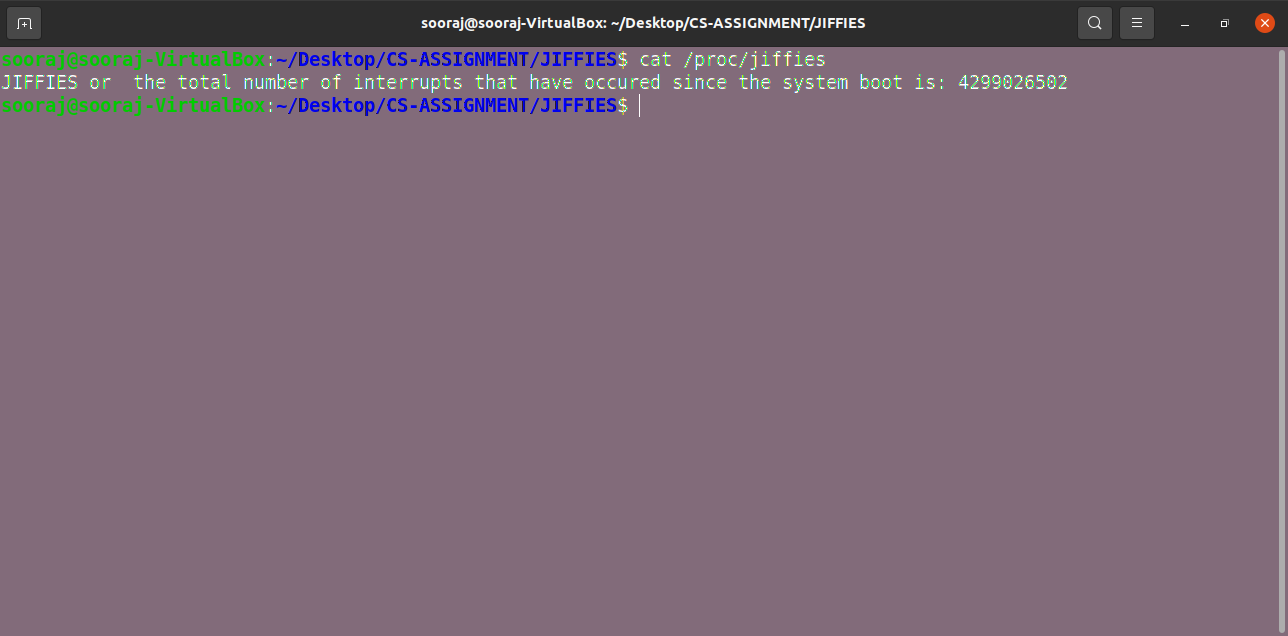 sooraj@sooraj-VirtualBox: ~/Desktop/CS-ASSIGNMENT/JIFFIES
sooraj@sooraj-VirtualBox:~/Desktop/CS-ASSIGNMENT/JIFFIES$ cat /proc/jiffies
JIFFIES or  the total number of interrupts that have occured since the system boot is: 4299026502
sooraj@sooraj-VirtualBox:~/Desktop/CS-ASSIGNMENT/JIFFIES$